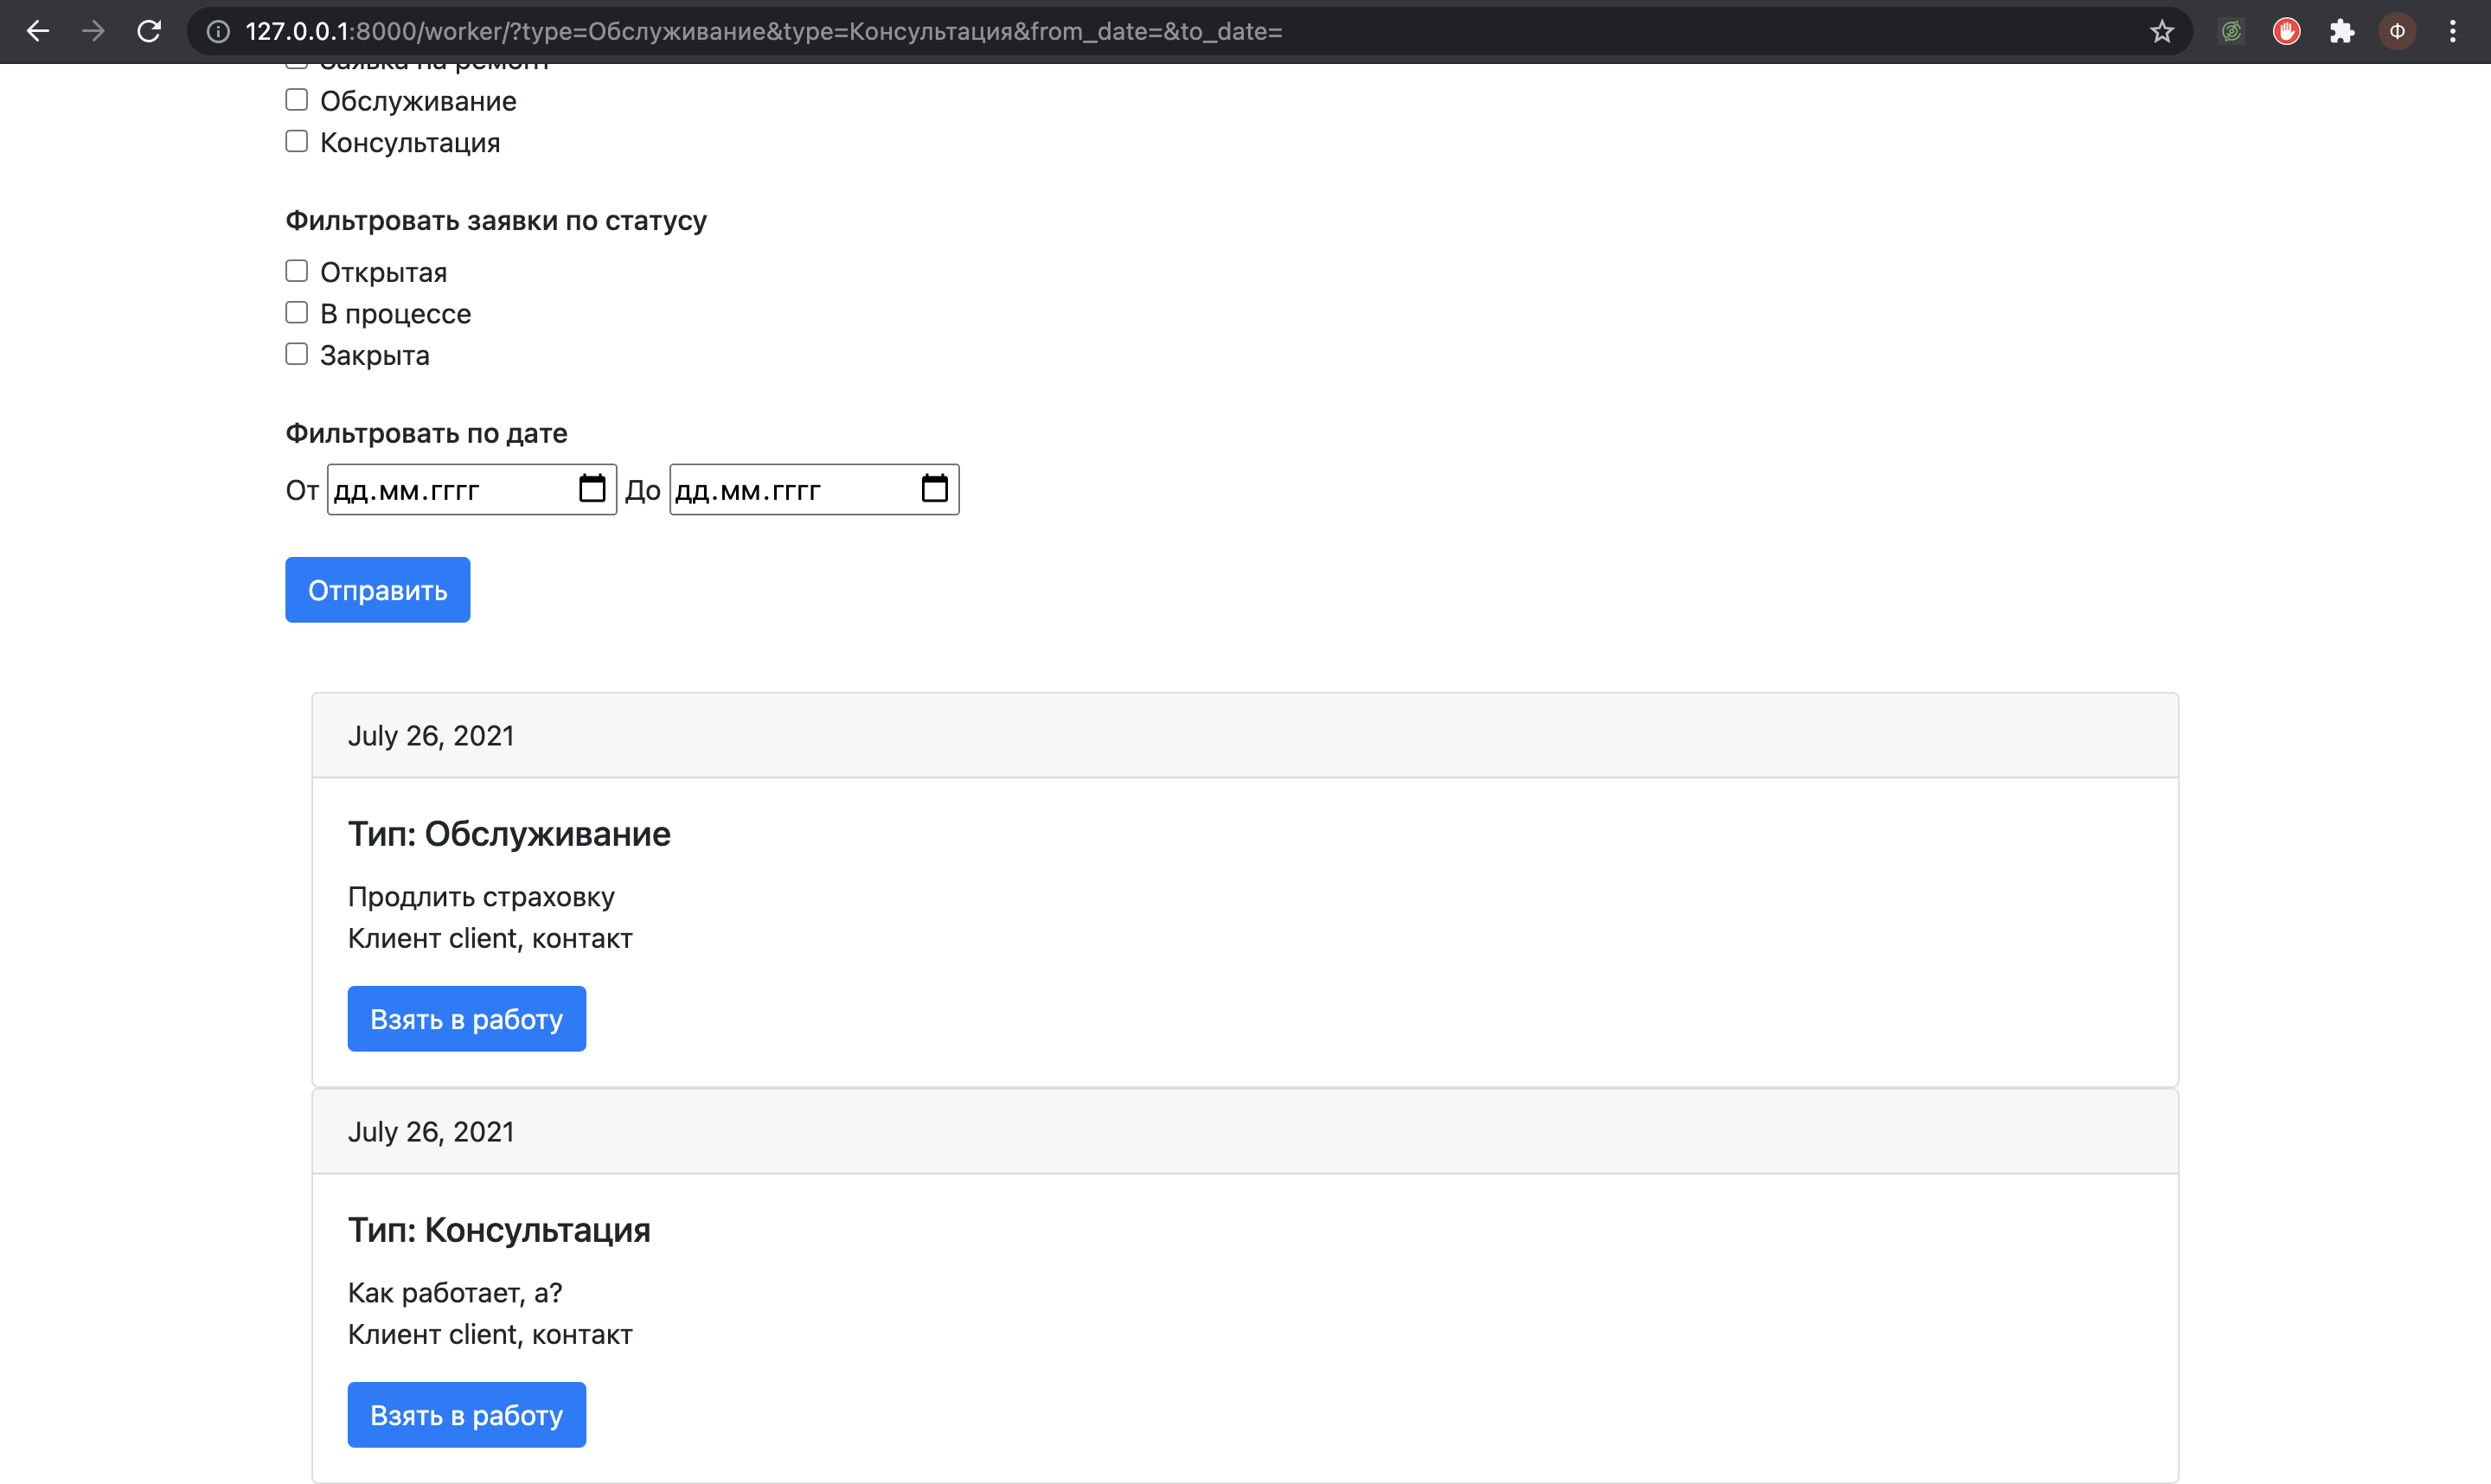 127.0.0.1:8000/worker/?type=Обслуживание&type=Консультация&from_date=&to_date=
Ф
Заявка на ремонт
Обслуживание
Консультация
Фильтровать заявки по статусу
Открытая
В процессе
Закрыта
Фильтровать по дате
От дд.мм.гггг До дд.мм.гггг
Отправить
July 26, 2021
Тип: Обслуживание
Продлить страховку
Клиент client, контакт
Взять в работу
July 26, 2021
Тип: Консультация
Как работает, а?
Клиент client, контакт
Взять в работу